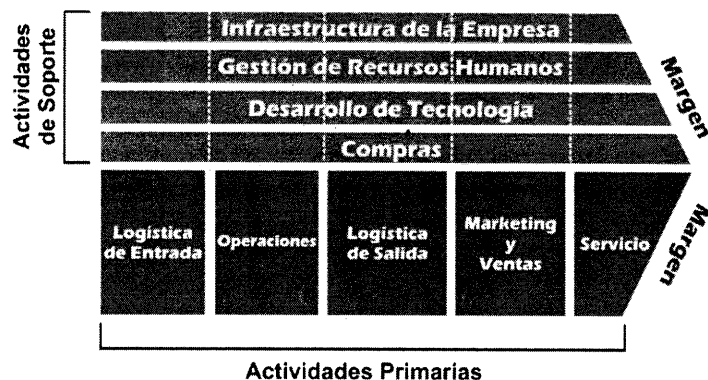 Actividades
de Soporte
Infraestructura de la Empresa
Gestión de Recursos Humanos
Desarrollo de Tecnología
Compras
Margen
Logística
de Entrada
Operaciones
Logística
de Salida
Marketing
y
Ventas
Servicio
Margen
Actividades Primarias